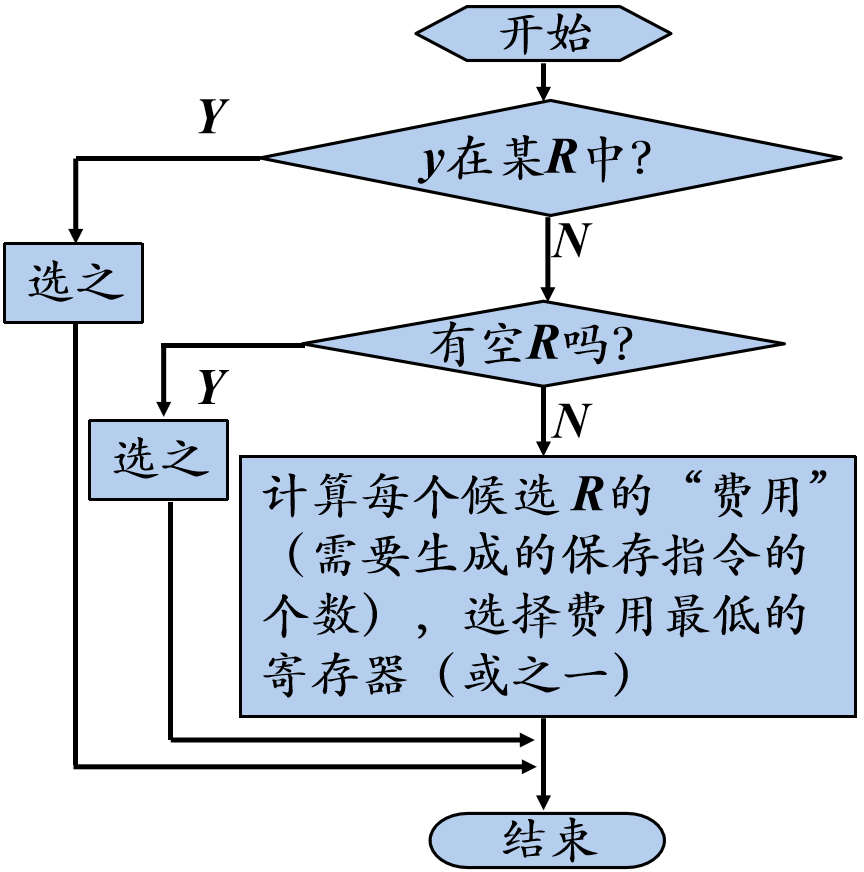 开始
Y
y在某R中?
N
选之
有空R吗?
Y
N
选之
计算每个候选R的“费用”
（需要生成的保存指令的
个数），选择费用最低的
寄存器（或之一）
结束